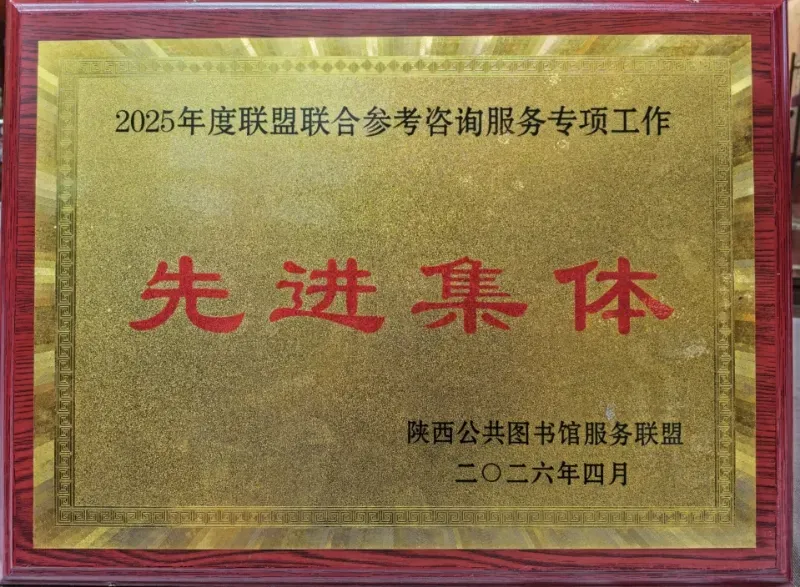 2025年度联盟联合参考咨询服务专项工作
先进集体
陕西公共图书馆服务联盟
二〇二六年四月